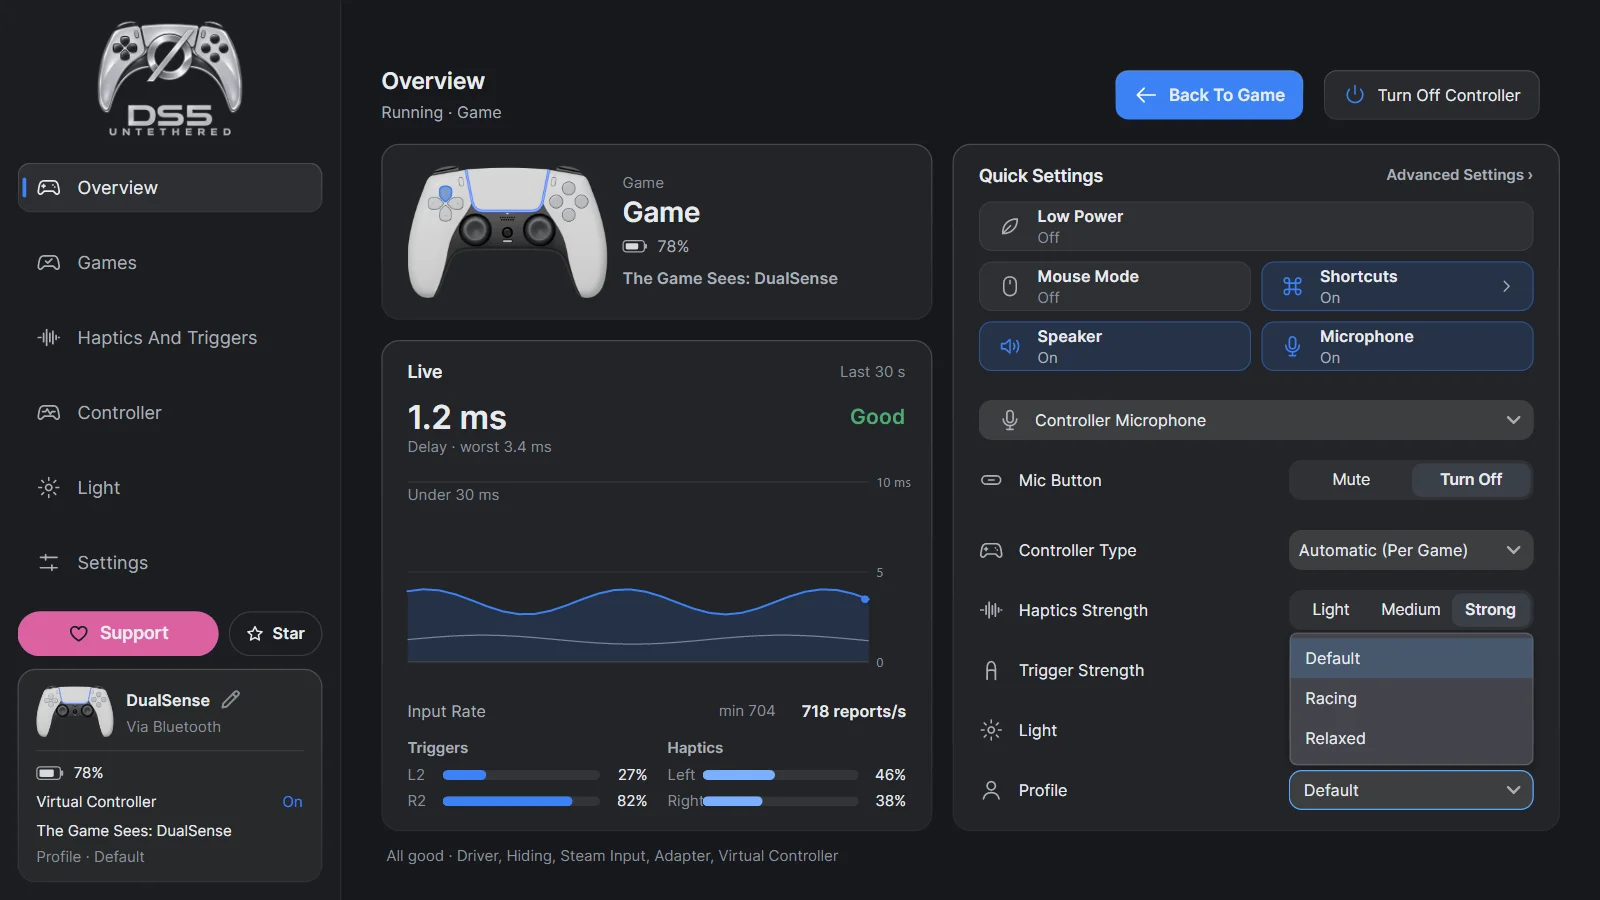 DS5
UNTETHERED
Overview
Games
Haptics And Triggers
Controller
Light
Settings
Support
Star
DualSense
Via Bluetooth
78%
Virtual Controller On
The Game Sees: DualSense
Profile · Default
Overview
Running · Game
Back To Game
Turn Off Controller
Game
Game
78%
The Game Sees: DualSense
Live Last 30 s
1.2 ms Good
Delay · worst 3.4 ms
10 ms
Under 30 ms
5
0
Input Rate min 704 718 reports/s
Triggers Haptics
L2 27% Left 46%
R2 82% Right 38%
All good · Driver, Hiding, Steam Input, Adapter, Virtual Controller
Quick Settings Advanced Settings ›
Low Power
Off
Mouse Mode
Off
Shortcuts
On
Speaker
On
Microphone
On
Controller Microphone
Mic Button Mute Turn Off
Controller Type Automatic (Per Game)
Haptics Strength Light Medium Strong
Trigger Strength
Light
Default
Racing
Relaxed
Profile Default